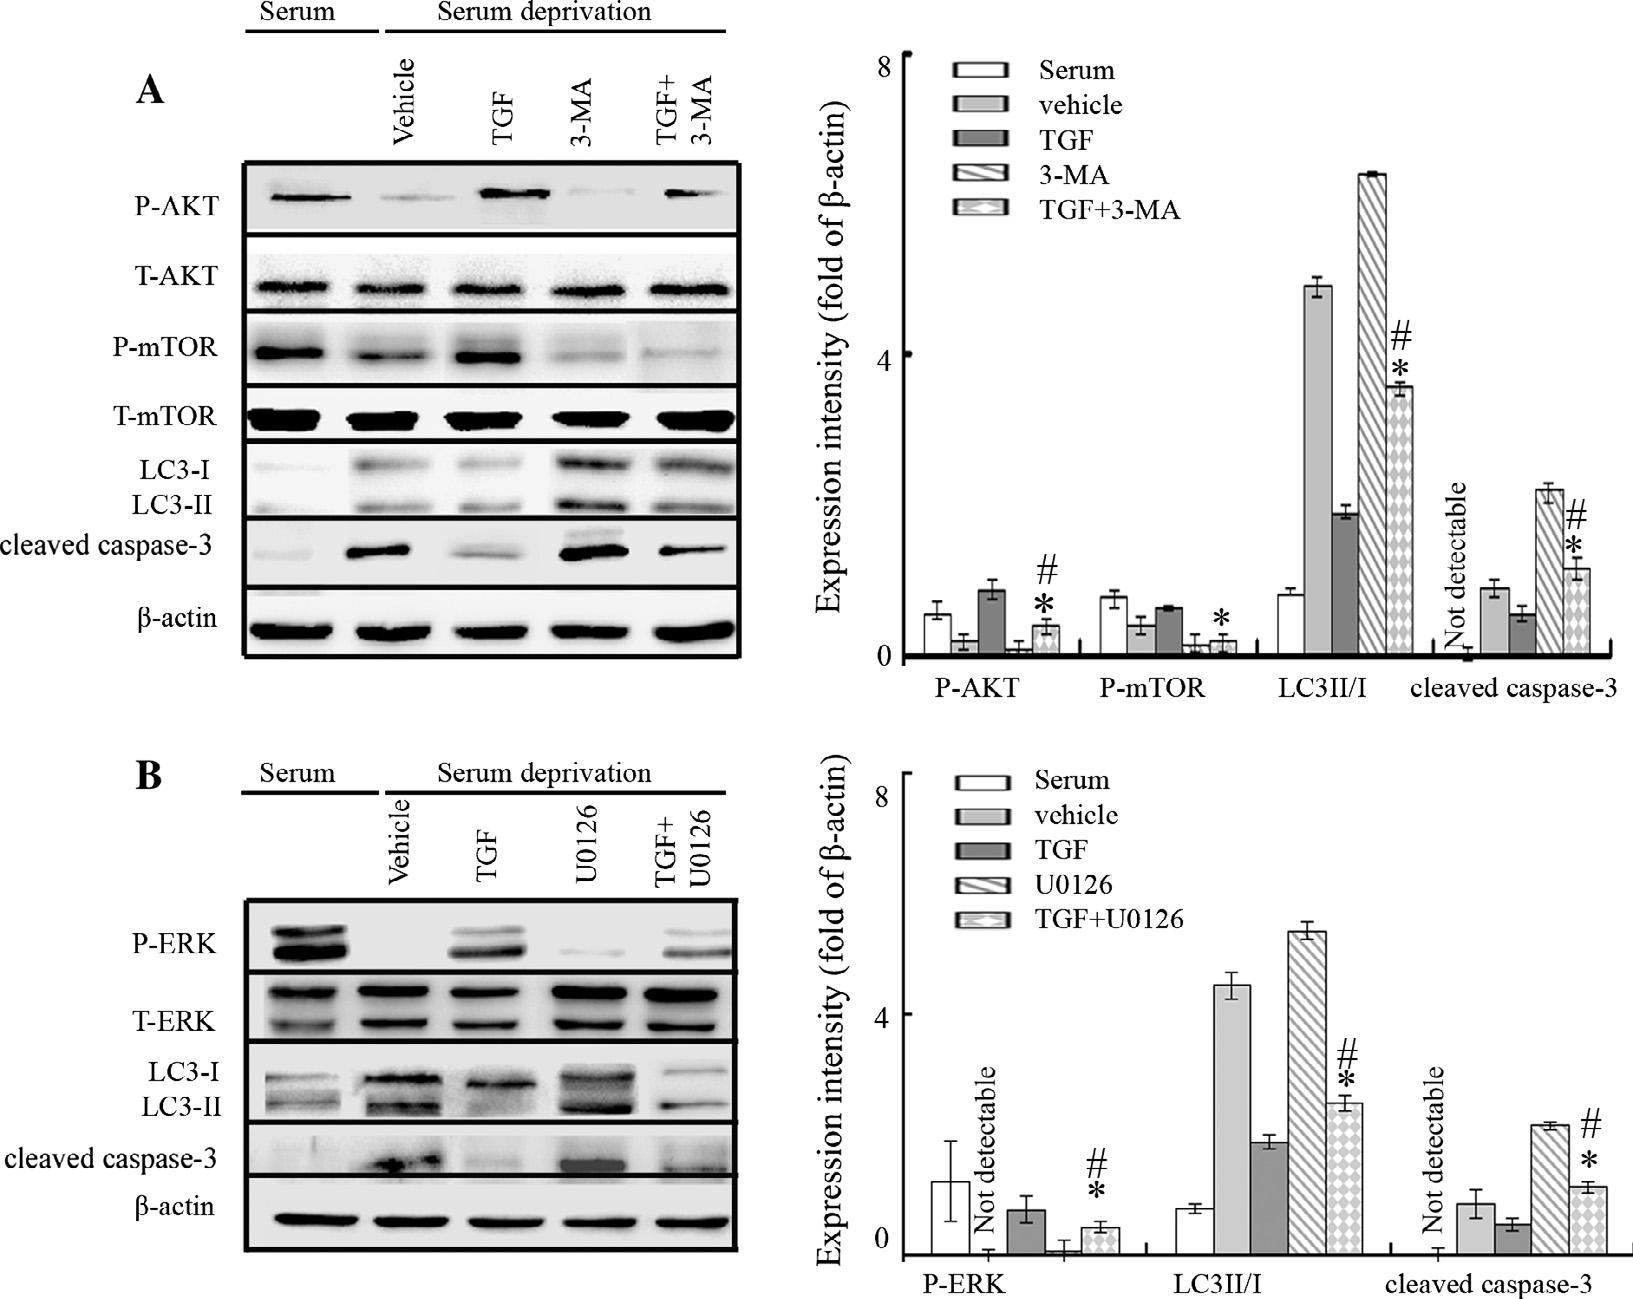 Serum
Serum deprivation
A
Vehicle
TGF
3-MA
TGF+
3-MA
P-AKT
T-AKT
P-mTOR
T-mTOR
LC3-I
LC3-II
cleaved caspase-3
β-actin
Expression intensity (fold of β-actin)
8
4
0
Serum
vehicle
TGF
3-MA
TGF+3-MA
#
*
*
#
*
Not detectable
#
*
P-AKT
P-mTOR
LC3II/I
cleaved caspase-3
B
Serum
Serum deprivation
Vehicle
TGF
U0126
TGF+
U0126
P-ERK
T-ERK
LC3-I
LC3-II
cleaved caspase-3
β-actin
Expression intensity (fold of β-actin)
8
4
0
Serum
vehicle
TGF
U0126
TGF+U0126
Not detectable
#
*
#
*
Not detectable
#
*
P-ERK
LC3II/I
cleaved caspase-3